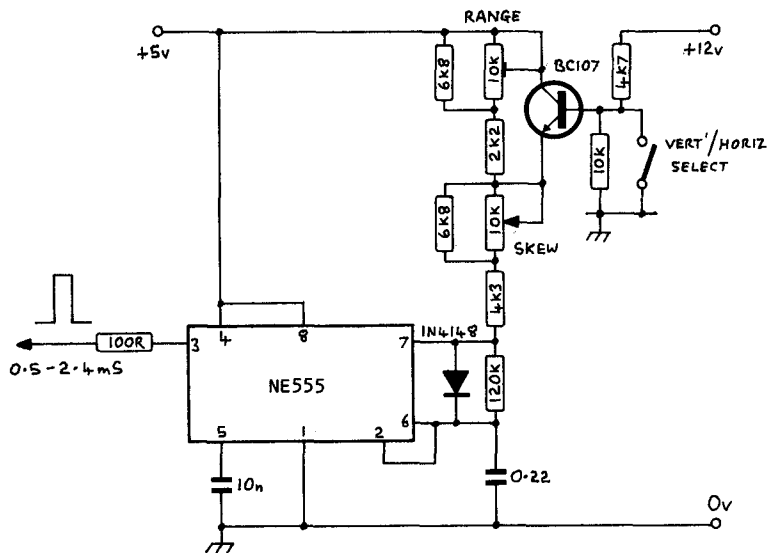 RANGE
+5v
6K8
10K
BC107
4K7
+12v
2K2
10K
VERT'/HORIZ
SELECT
6K8
10K
SKEW
4K3
1N4148
100R
3
4
8
7
120K
0.5-2.4mS
NE555
6
5
1
2
10n
0.22
0v